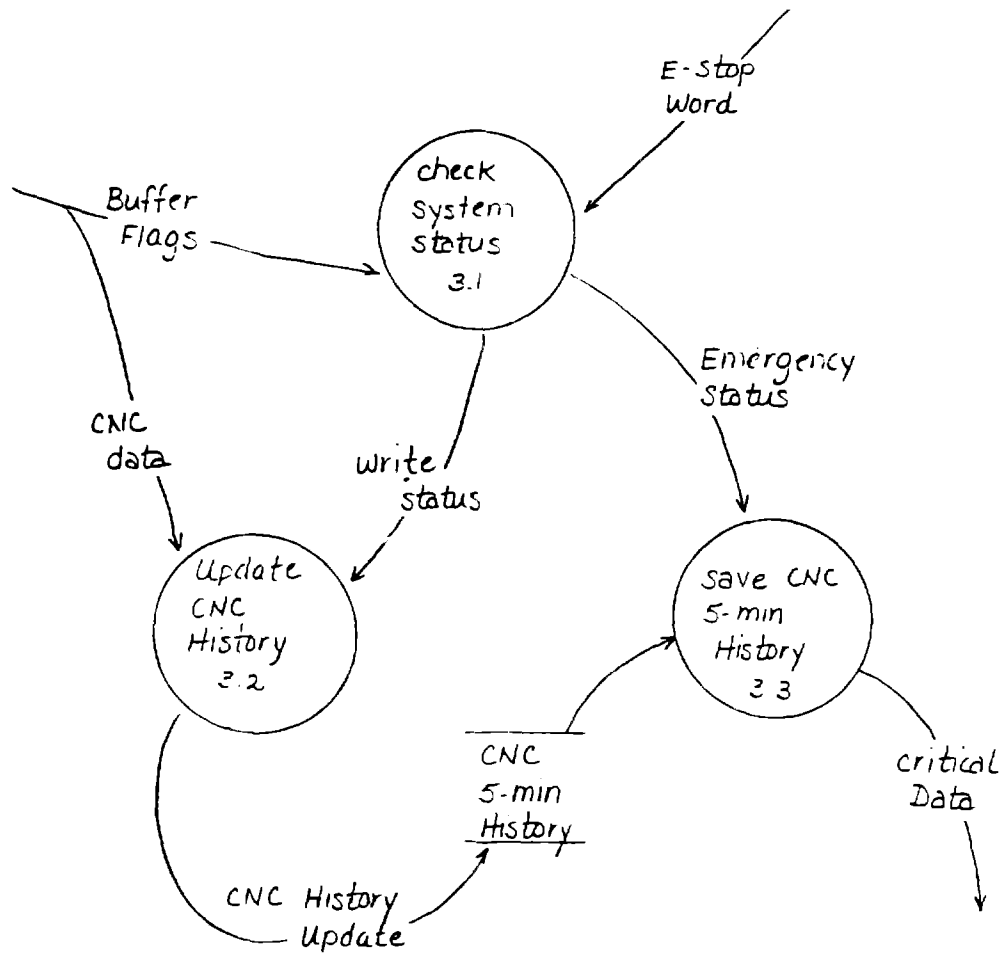 E-stop
Word
check
system
status
3.1
Buffer
Flags
Emergency
Status
CNC
data
write
status
Update
CNC
History
3.2
save CNC
5-min
History
3 3
CNC
5-min
History
critical
Data
CNC History
Update